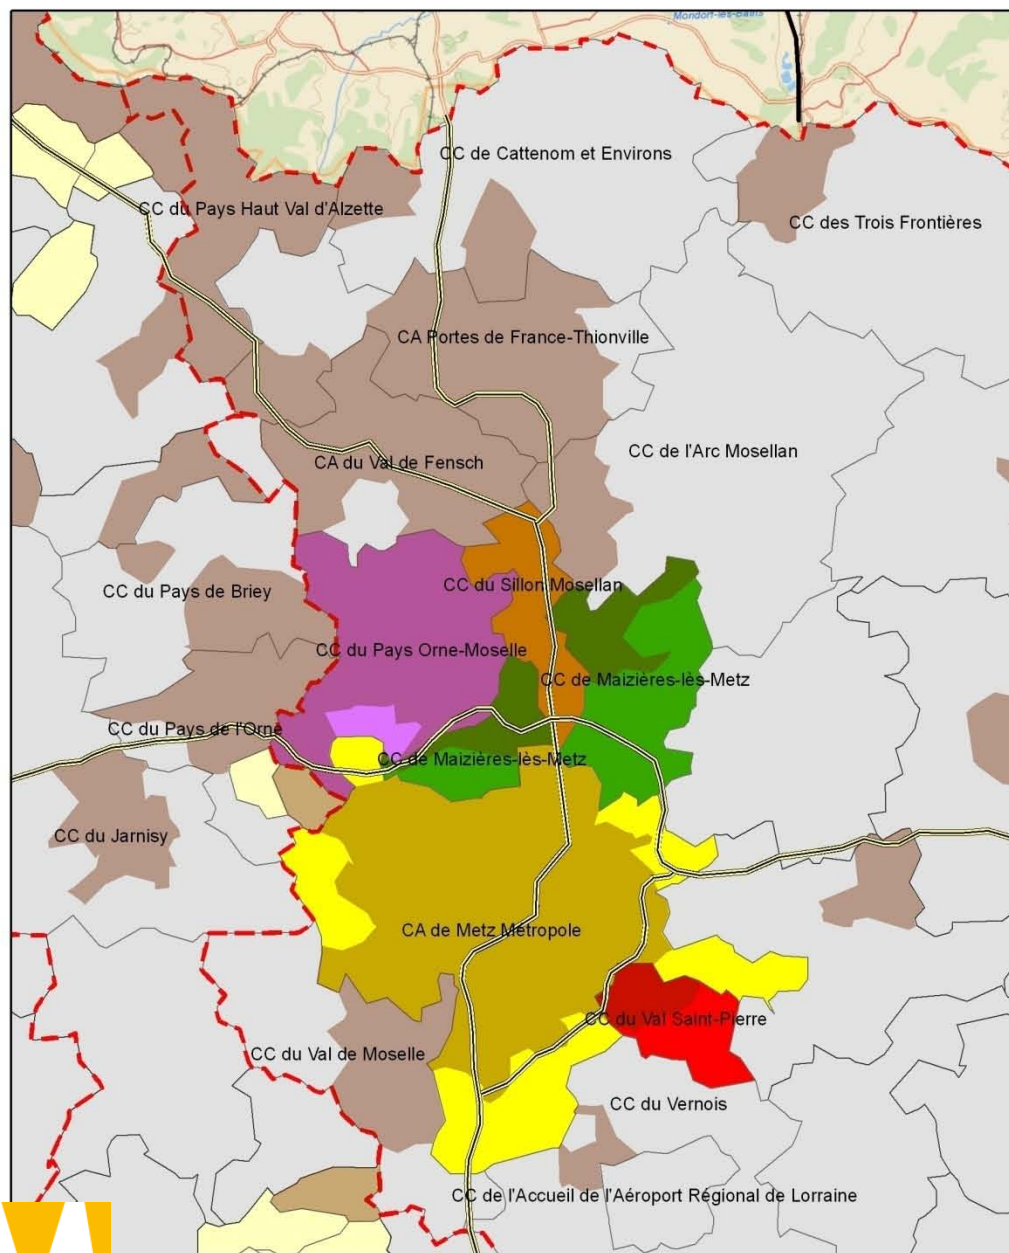 Mondorf-les-Bains
CC de Cattenom et Environs
CC du Pays Haut Val d'Alzette
CC des Trois Frontières
CA Portes de France-Thionville
CC de l'Arc Mosellan
CA du Val de Fensch
CC du Sillon Mosellan
CC du Pays de Briey
CC du Pays Orne-Moselle
CC de Maizières-lès-Metz
CC du Pays de l'Orne
CC de Maizières-lès-Metz
CC du Jarnisy
CA de Metz Métropole
CC du Val Saint-Pierre
CC du Val de Moselle
CC du Vernois
CC de l'Accueil de l'Aéroport Régional de Lorraine